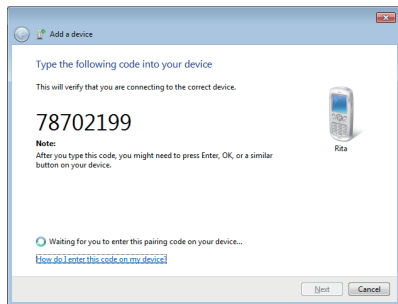 Add a device
Type the following code into your device
This will verify that you are connecting to the correct device.
78702199
Note:
After you type this code, you might need to press Enter, OK, or a similar
button on your device.
Rita
Waiting for you to enter this pairing code on your device...
How do I enter this code on my device?
Next
Cancel